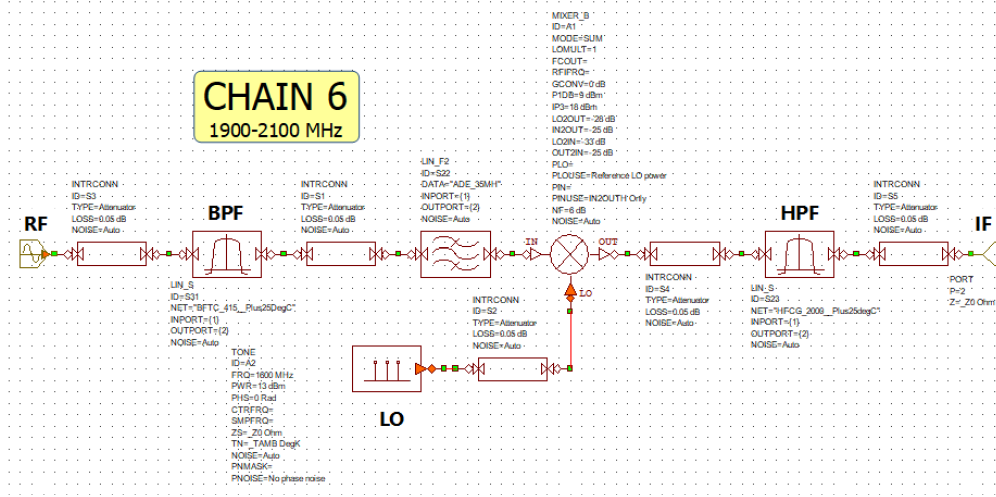 MIXER_B
ID=A1
MODE=SUM
LOMULT=1
FCOUT=
RFIFRQ=
GCONV=0 dB
P1DB=9 dBm
IP3=18 dBm
LO2OUT=-28 dB
IN2OUT=-25 dB
LO2IN=-33 dB
OUT2IN=-25 dB
PLO=
PLOUSE=Reference LO power
PIN=
PINUSE=IN2OUTH Only
NF=6 dB
NOISE=Auto
CHAIN 6
1900-2100 MHz
INTRCONN
ID=S3
TYPE=Attenuator
LOSS=0.05 dB
NOISE=Auto
INTRCONN
ID=S1
TYPE=Attenuator
LOSS=0.05 dB
NOISE=Auto
LIN_F2
ID=S22
DATA="ADE_35MH"
INPORT={1}
OUTPORT={2}
NOISE=Auto
INTRCONN
ID=S5
TYPE=Attenuator
LOSS=0.05 dB
NOISE=Auto
RF
BPF
HPF
IF
IN
OUT
LO
LIN_S
ID=S31
NET="BFTC_415__Plus25DegC"
INPORT={1}
OUTPORT={2}
NOISE=Auto
INTRCONN
ID=S2
TYPE=Attenuator
LOSS=0.05 dB
NOISE=Auto
INTRCONN
ID=S4
TYPE=Attenuator
LOSS=0.05 dB
NOISE=Auto
LIN_S
ID=S23
INPORT={1}
OUTPORT={2}
NOISE=Auto
PORT
P=2
Z=_Z0 Ohm
TONE
ID=A2
FRQ=1600 MHz
PWR=13 dBm
PHS=0 Rad
CTRFRQ=
SMPFRQ=
ZS=_Z0 Ohm
TN=_TAMB DegK
NOISE=Auto
PNMASK=
PNOISE=No phase noise
LO